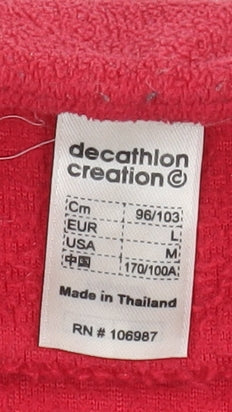 decathlon
creation©
Cm 96/103
EUR L
USA M
中国 170/100A
Made in Thailand
RN # 106987